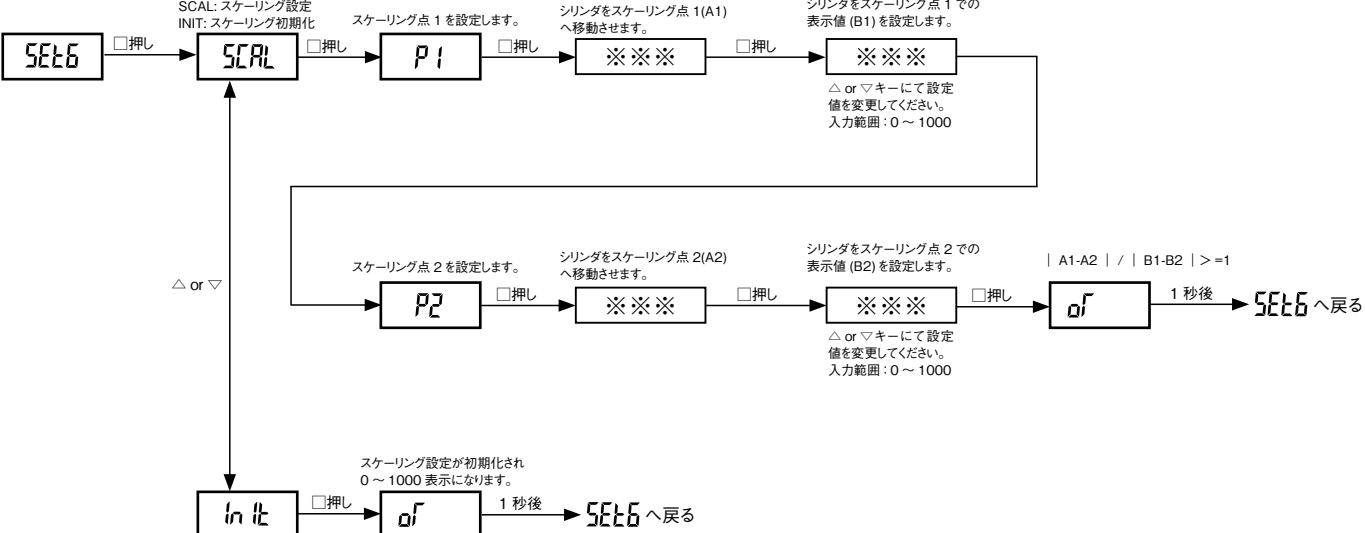 SCAL: スケーリング設定
INIT: スケーリング初期化
スケーリング点 1 を設定します。
シリンダをスケーリング点 1(A1)
へ移動させます。
シリンダをスケーリング点 1 での
表示値 (B1) を設定します。
SEt6
□押し
SCAL
□押し
P1
□押し
※※※
□押し
※※※
△ or ▽キーにて設定
値を変更してください。
入力範囲:0 ~ 1000
△ or ▽
スケーリング点 2 を設定します。
シリンダをスケーリング点 2(A2)
へ移動させます。
シリンダをスケーリング点 2 での
表示値 (B2) を設定します。
| A1-A2 | / | B1-B2 | > =1
P2
□押し
※※※
□押し
※※※
□押し
1 秒後
SEt6 へ戻る
△ or ▽キーにて設定
値を変更してください。
入力範囲:0 ~ 1000
スケーリング設定が初期化され
0 ~ 1000 表示になります。
InIt
□押し
1 秒後
SEt6 へ戻る